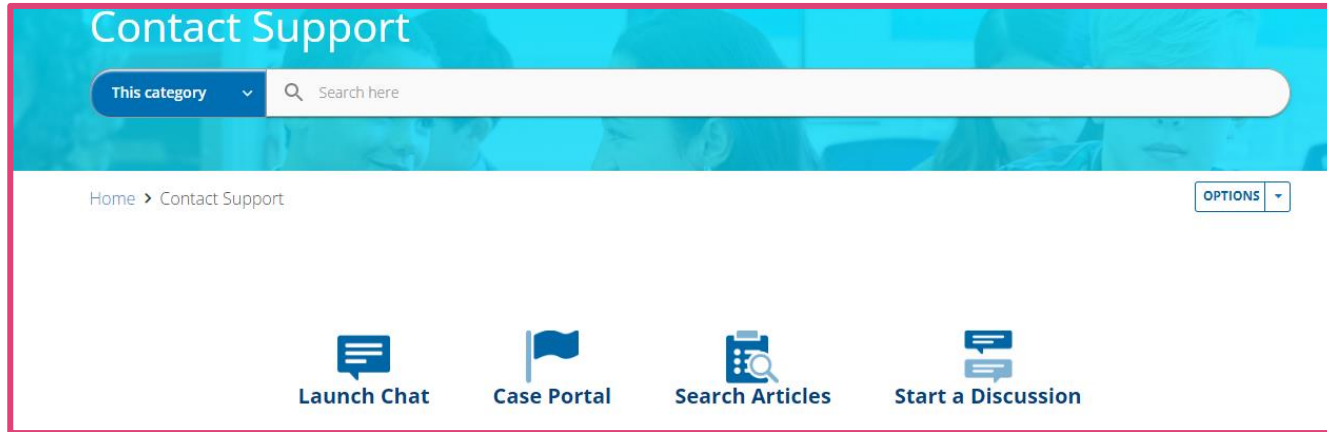 Contact Support
This category Search here
Home > Contact Support
OPTIONS
Launch Chat Case Portal Search Articles Start a Discussion